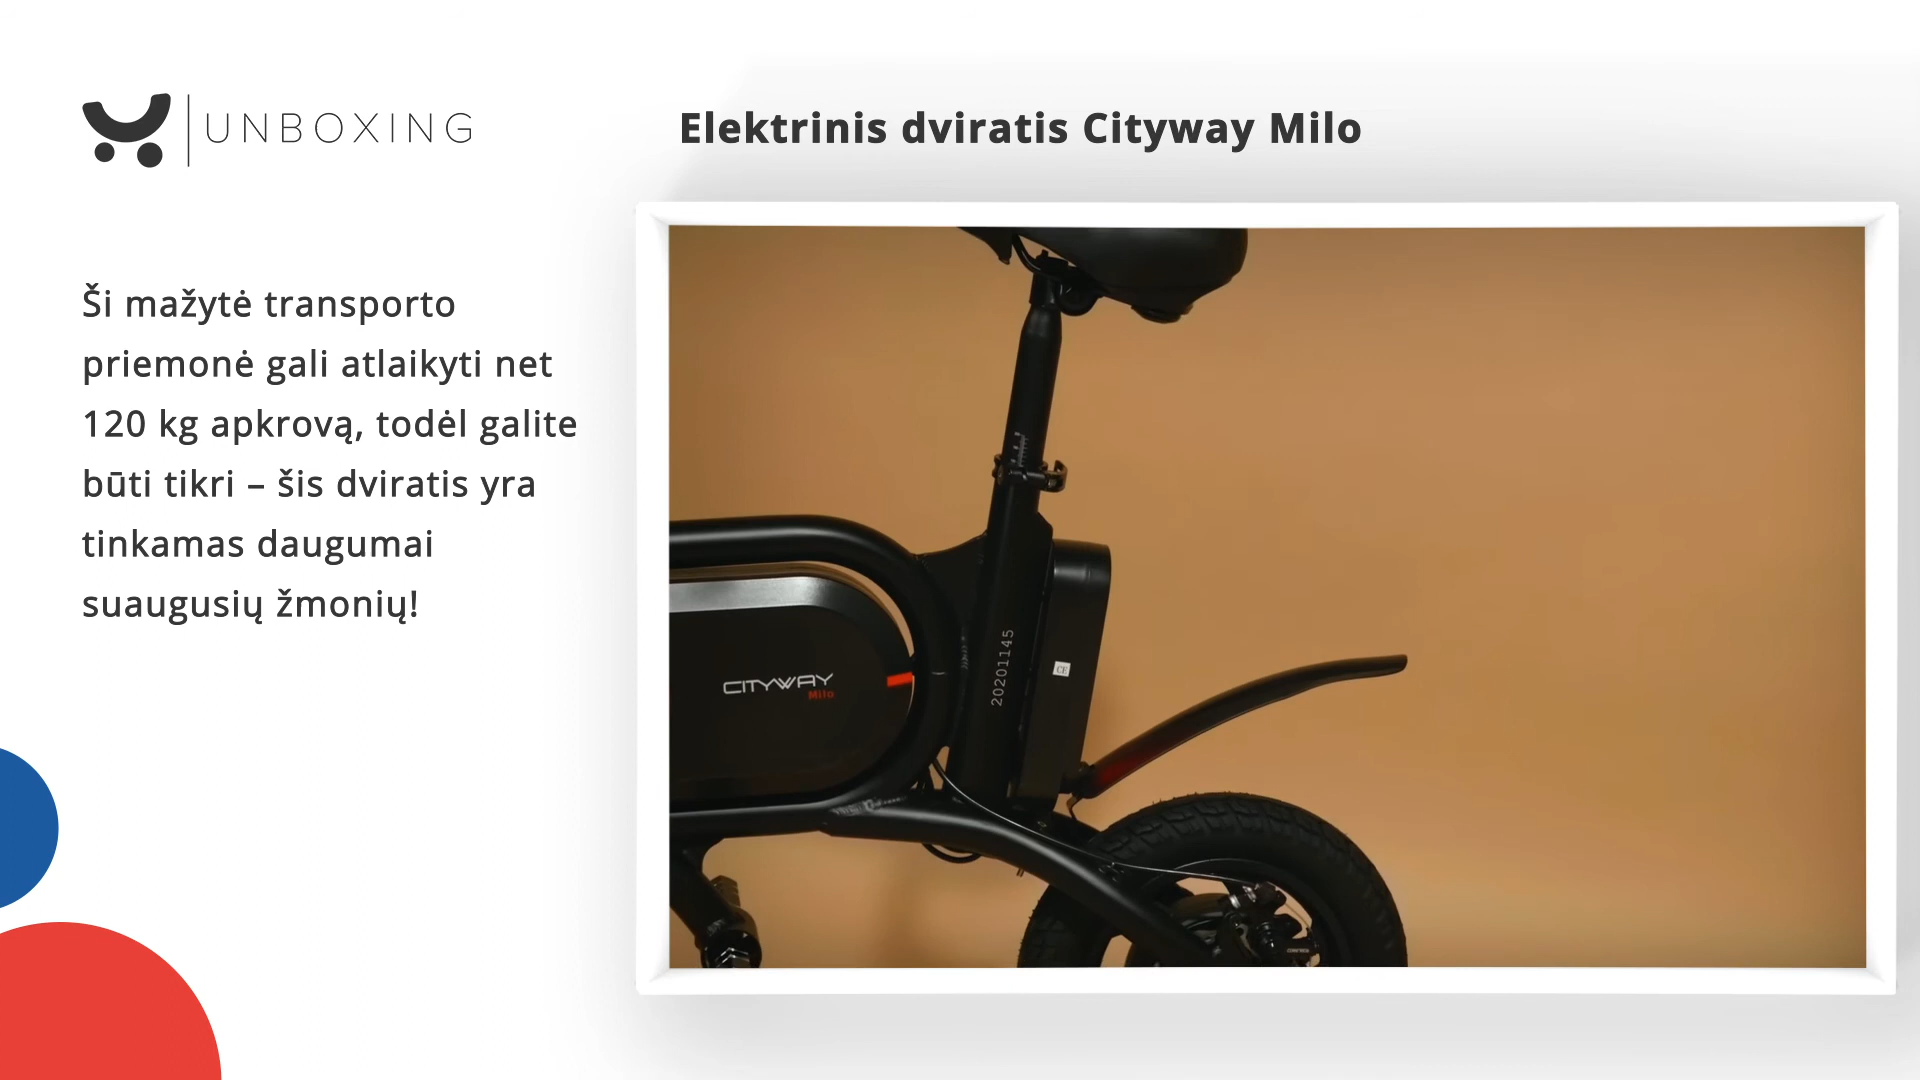 UNBOXING
Elektrinis dviratis Cityway Milo
Ši mažytė transporto
priemonė gali atlaikyti net
120 kg apkrovą, todėl galite
būti tikri – šis dviratis yra
tinkamas daugumai
suaugusių žmonių!
CITYWAY
Milo
20201145
CE